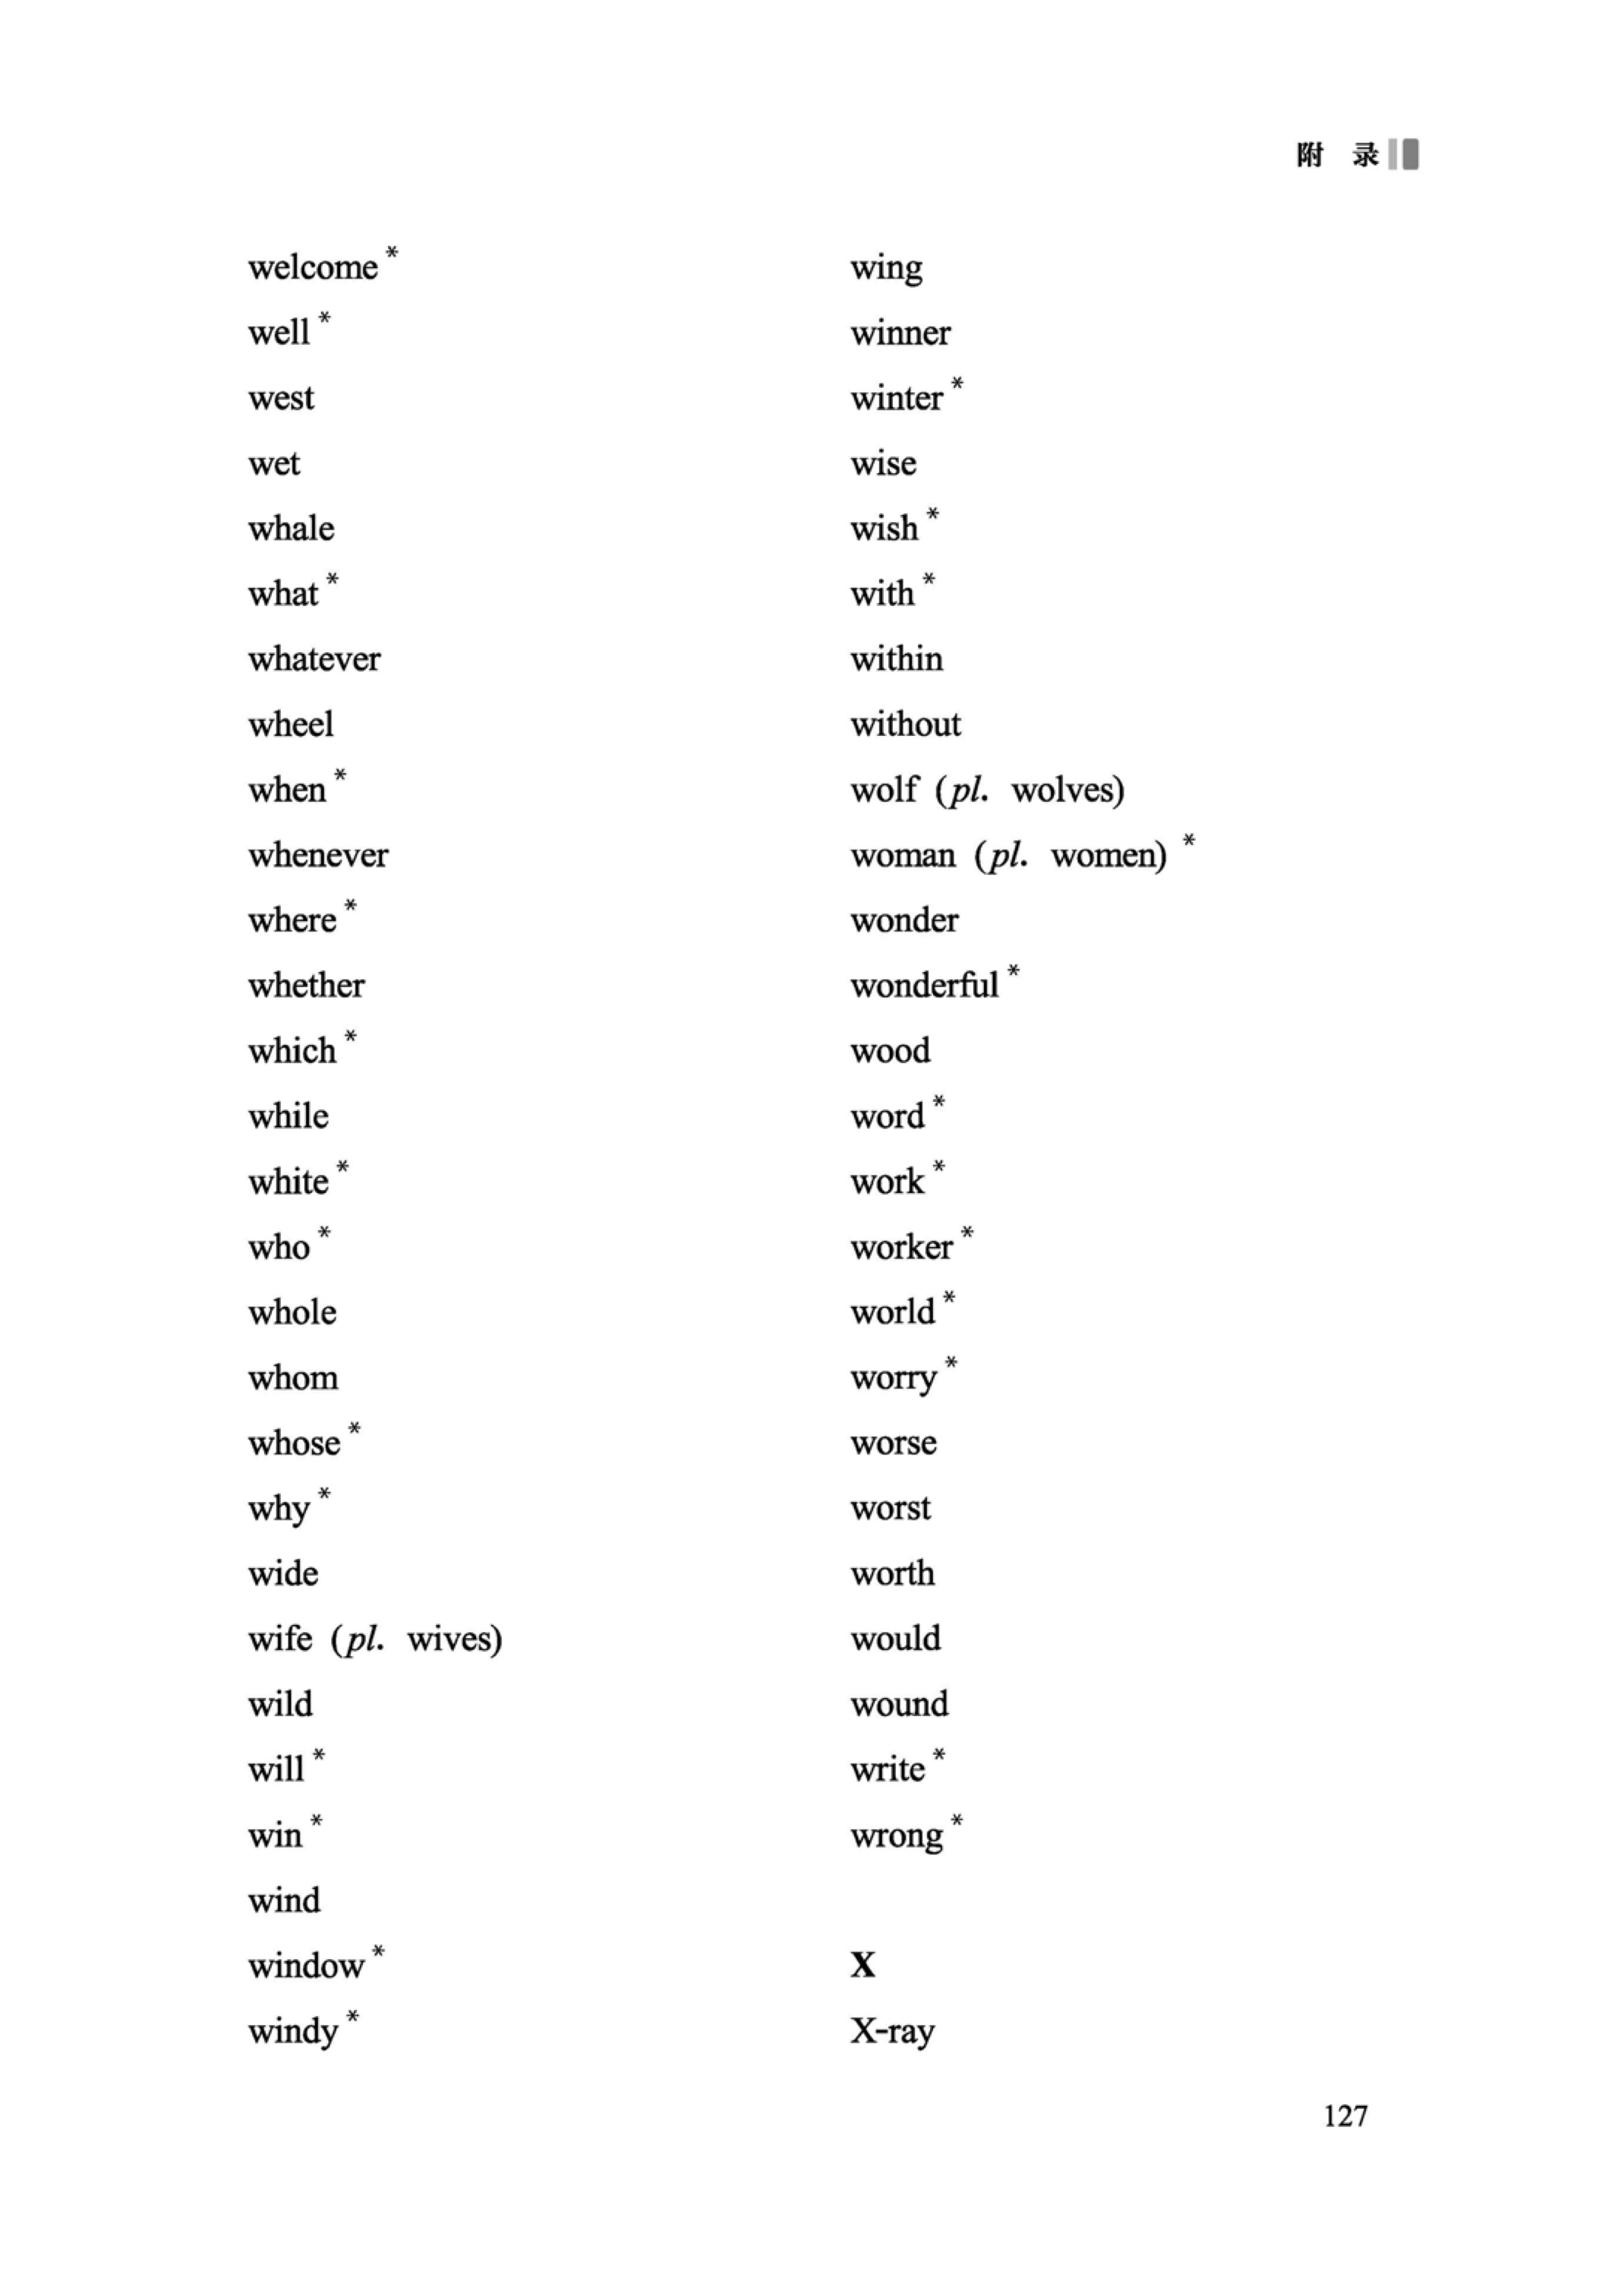 附 录
welcome *
well *
west
wet
whale
what *
whatever
wheel
when *
whenever
where *
whether
which *
while
white *
who *
whole
whom
whose *
why *
wide
wife (pl. wives)
wild
will *
win *
wind
window *
windy *
wing
winner
winter *
wise
wish *
with *
within
without
wolf (pl. wolves)
woman (pl. women) *
wonder
wonderful *
wood
word *
work *
worker *
world *
worry *
worse
worst
worth
would
wound
write *
wrong *
X
X-ray
127